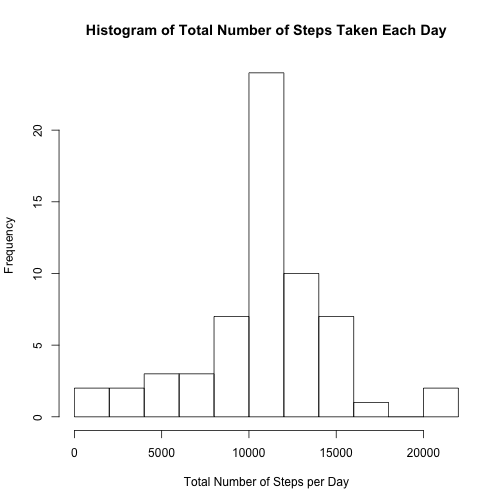 Histogram of Total Number of Steps Taken Each Day
Frequency
20
15
10
5
0
0 5000 10000 15000 20000
Total Number of Steps per Day